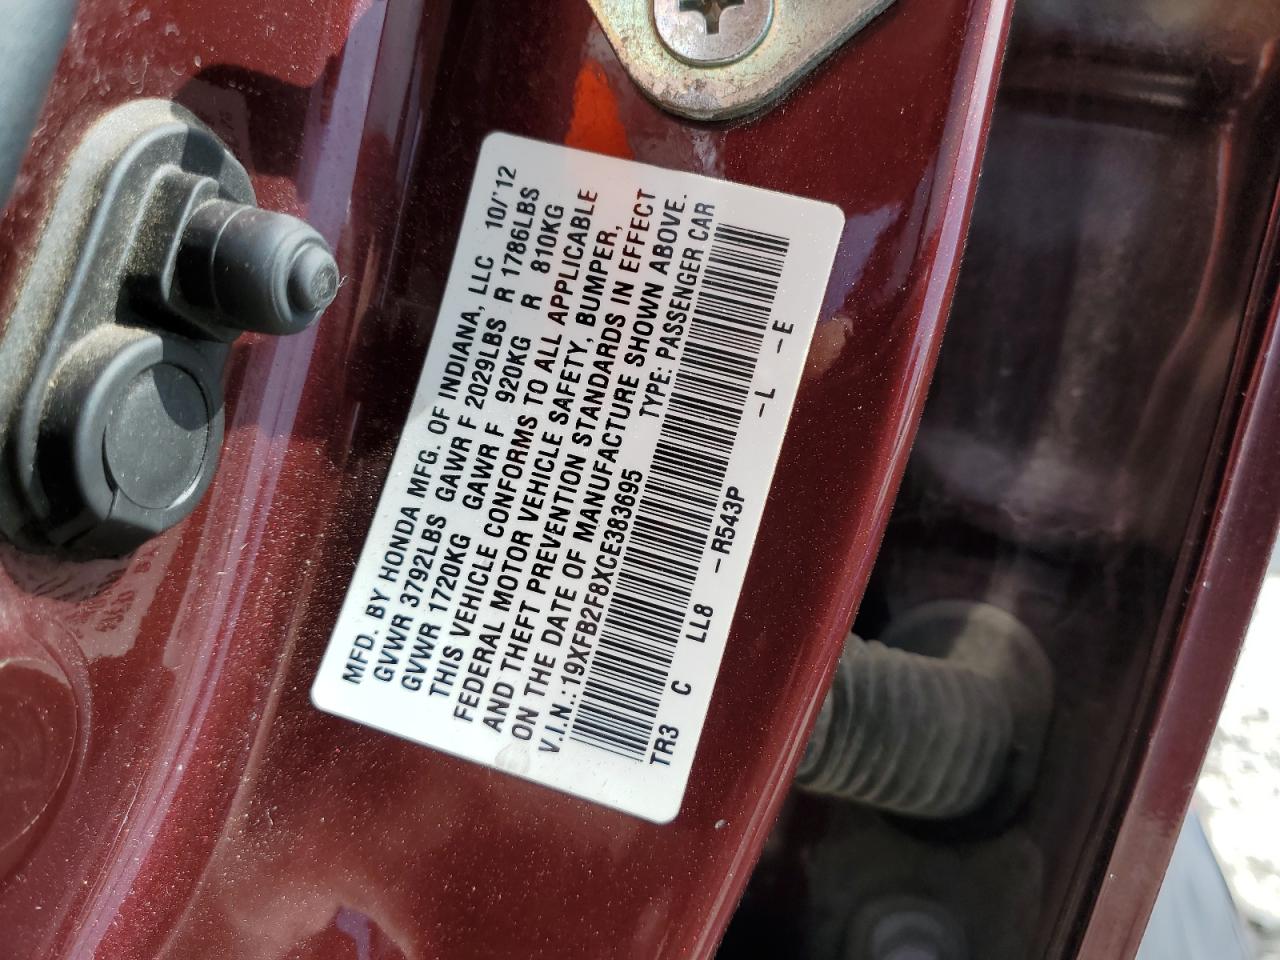 MFD. BY HONDA MFG. OF INDIANA, LLC 10/'12
GVWR 3792LBS GAWR F 2029LBS R 1786LBS
GVWR 1720KG GAWR F 920KG R 810KG
THIS VEHICLE CONFORMS TO ALL APPLICABLE
FEDERAL MOTOR VEHICLE SAFETY, BUMPER,
AND THEFT PREVENTION STANDARDS IN EFFECT
ON THE DATE OF MANUFACTURE SHOWN ABOVE.
V.I.N.: 19XFB2F8XCE383695 TYPE: PASSENGER CAR
TR3 C LL8 -R543P -L -E